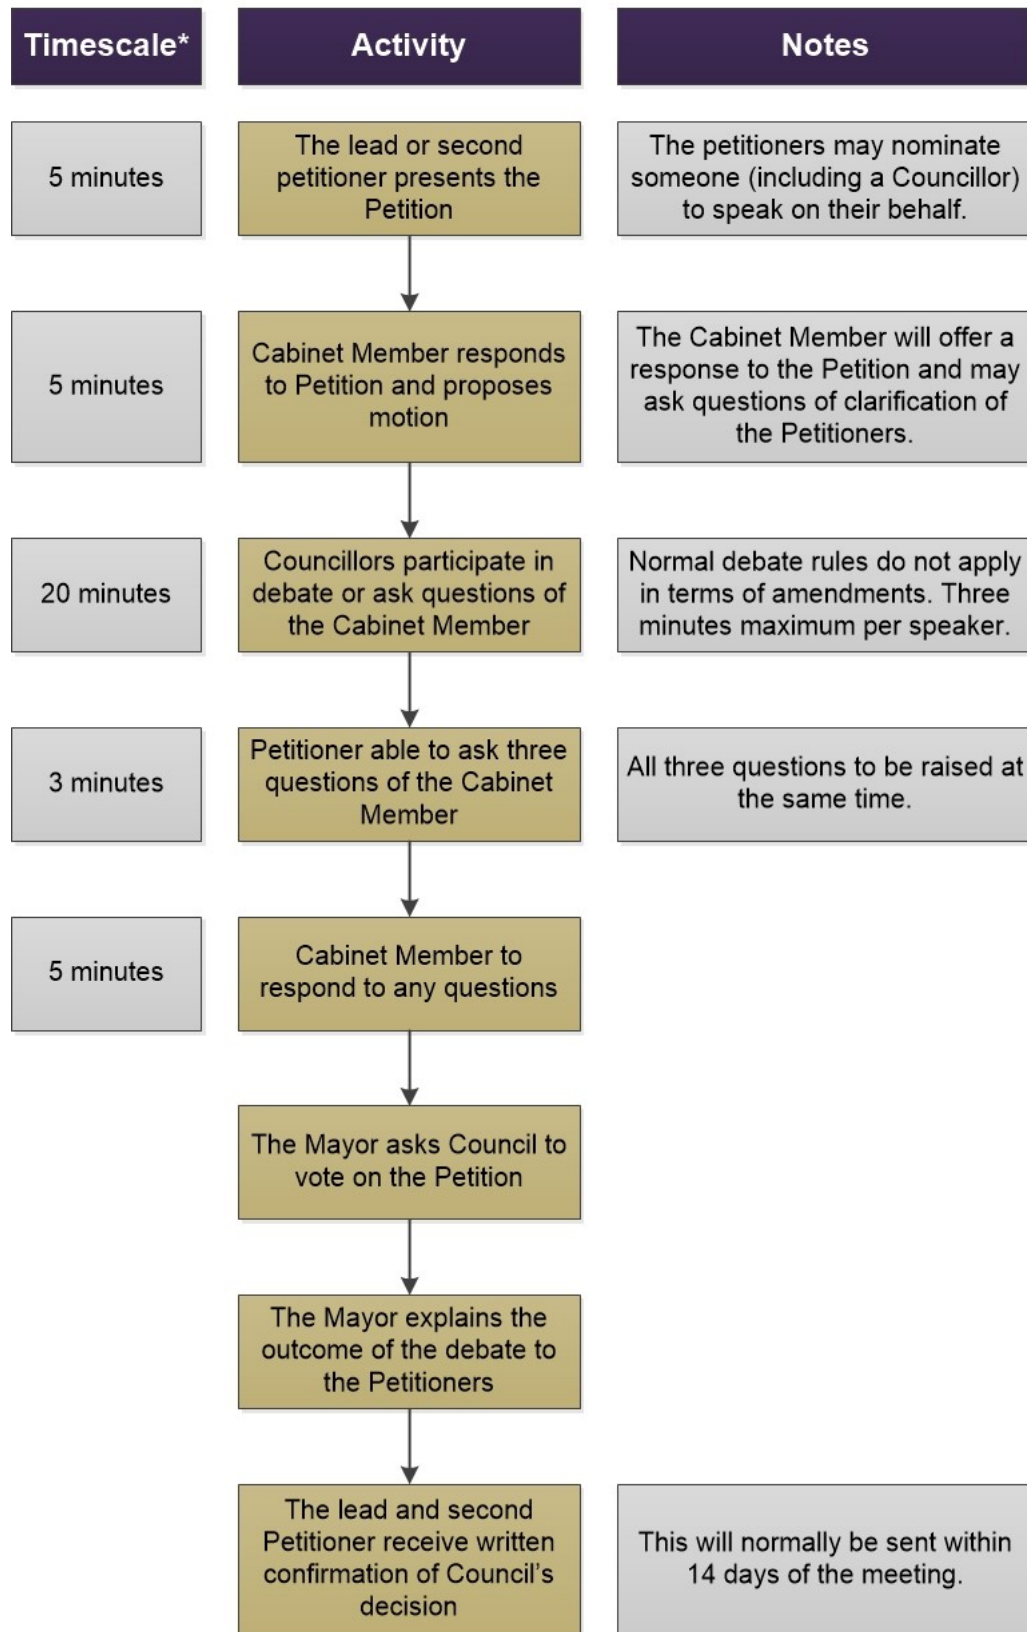 Timescale*
Activity
Notes
5 minutes
The lead or second
petitioner presents the
Petition
The petitioners may nominate
someone (including a Councillor)
to speak on their behalf.
5 minutes
Cabinet Member responds
to Petition and proposes
motion
The Cabinet Member will offer a
response to the Petition and may
ask questions of clarification of
the Petitioners.
20 minutes
Councillors participate in
debate or ask questions of
the Cabinet Member
Normal debate rules do not apply
in terms of amendments. Three
minutes maximum per speaker.
3 minutes
Petitioner able to ask three
questions of the Cabinet
Member
All three questions to be raised at
the same time.
5 minutes
Cabinet Member to
respond to any questions
The Mayor asks Council to
vote on the Petition
The Mayor explains the
outcome of the debate to
the Petitioners
The lead and second
Petitioner receive written
confirmation of Council's
decision
This will normally be sent within
14 days of the meeting.